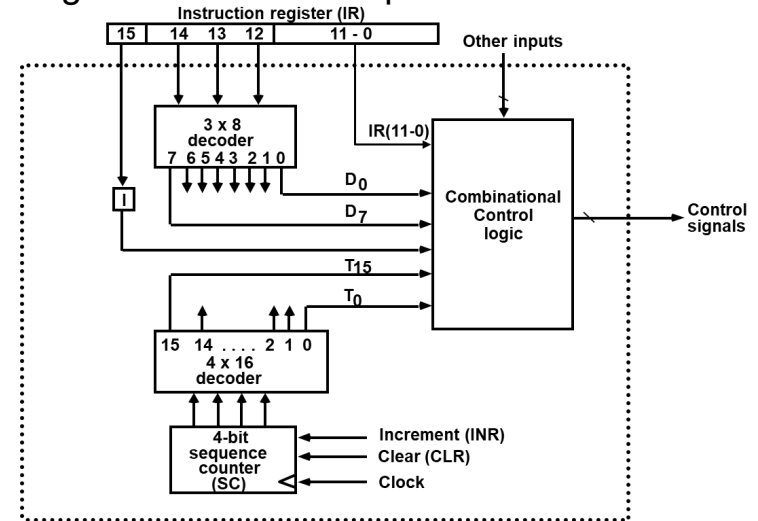 Instruction register (IR)
15 14 13 12 11 - 0
Other inputs
3 x 8
decoder
7 6 5 4 3 2 1 0
IR(11-0)
D0
D7
I
Combinational
Control
logic
Control
signals
T15
T0
15 14 . . . . 2 1 0
4 x 16
decoder
4-bit
sequence
counter
(SC)
Increment (INR)
Clear (CLR)
Clock